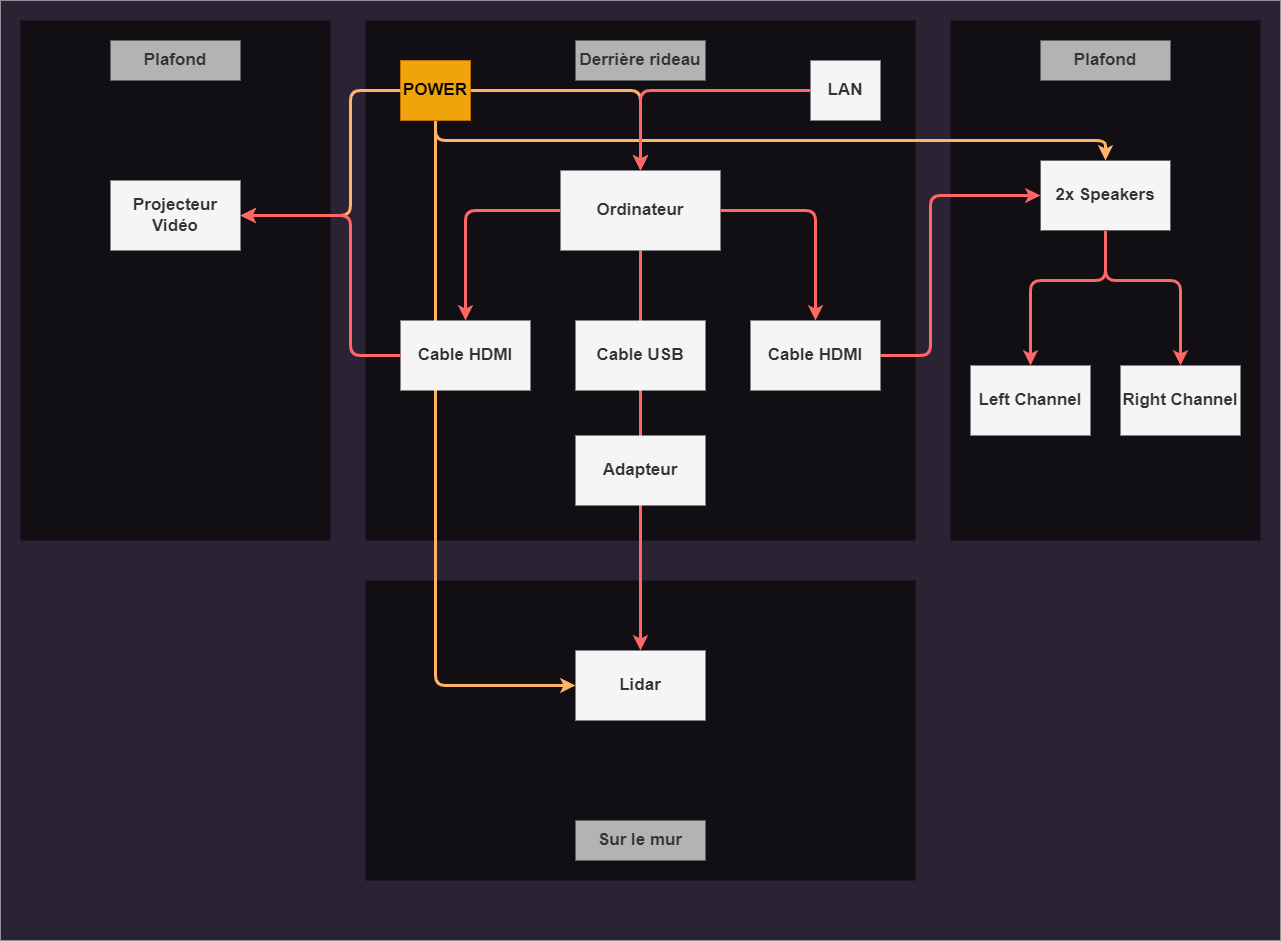 Plafond
Derrière rideau
Plafond
POWER
LAN
Projecteur
Vidéo
Ordinateur
2x Speakers
Cable HDMI
Cable USB
Cable HDMI
Left Channel
Right Channel
Adapteur
Lidar
Sur le mur